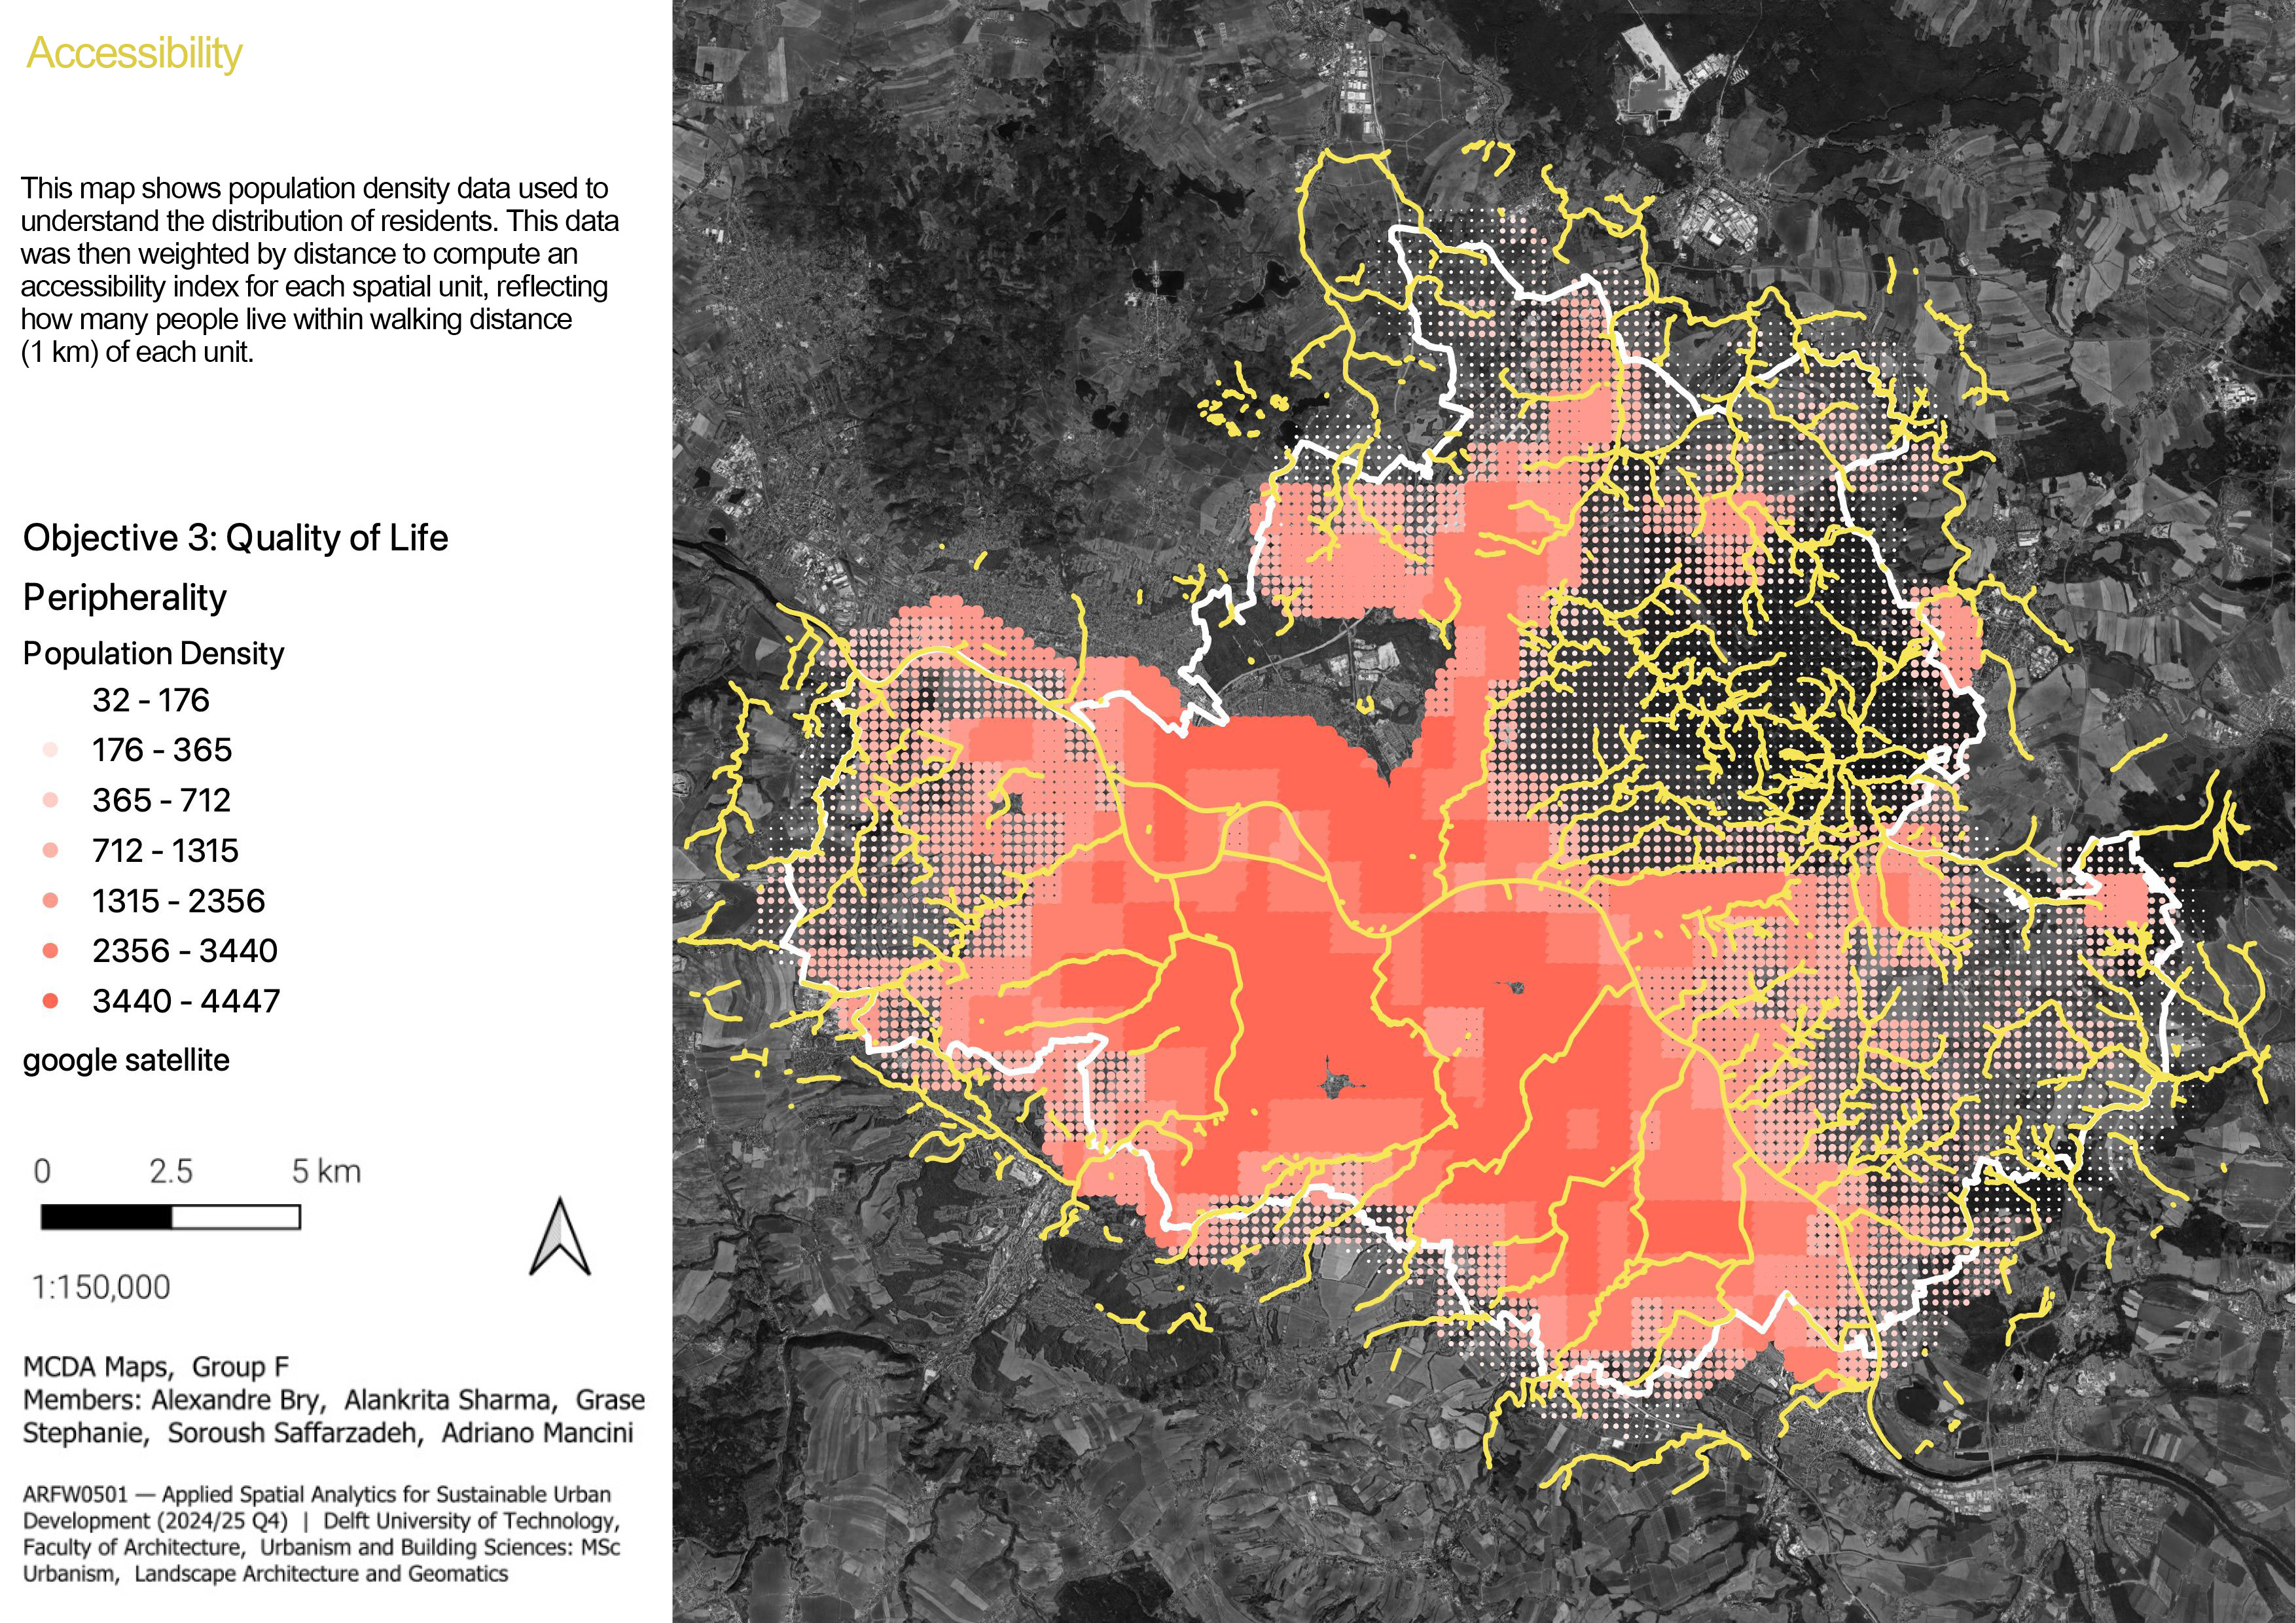 Accessibility
This map shows population density data used to
understand the distribution of residents. This data
was then weighted by distance to compute an
accessibility index for each spatial unit, reflecting
how many people live within walking distance
(1 km) of each unit.
Objective 3: Quality of Life
Peripherality
Population Density
32 - 176
176 - 365
365 - 712
712 - 1315
1315 - 2356
2356 - 3440
3440 - 4447
google satellite
0 2.5 5 km
1:150,000
MCDA Maps, Group F
Members: Alexandre Bry, Alankrita Sharma, Grase
Stephanie, Soroush Saffarzadeh, Adriano Mancini
ARFW0501 — Applied Spatial Analytics for Sustainable Urban
Development (2024/25 Q4) | Delft University of Technology,
Faculty of Architecture, Urbanism and Building Sciences: MSc
Urbanism, Landscape Architecture and Geomatics